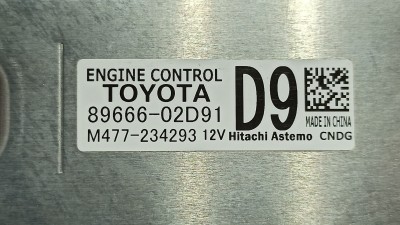 ENGINE CONTROL
TOYOTA
89666-02D91
M477-234293 12V
D9
Hitachi Astemo
MADE IN CHINA
CNDG